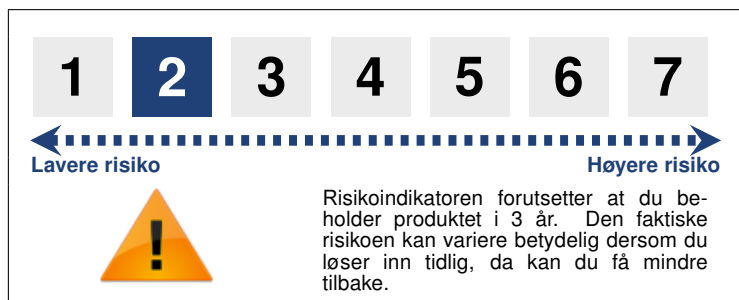 1 2 3 4 5 6 7
Lavere risiko Høyere risiko
!
Risikoindikatoren forutsetter at du be-
holder produktet i 3 år. Den faktiske
risikoen kan variere betydelig dersom du
løser inn tidlig, da kan du få mindre
tilbake.